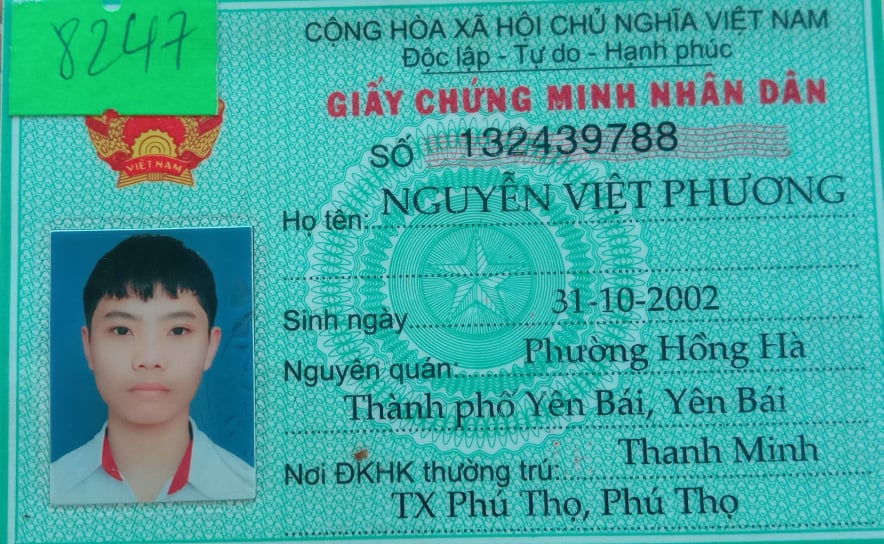 8247
CỘNG HÒA XÃ HỘI CHỦ NGHĨA VIỆT NAM
Độc lập - Tự do - Hạnh phúc
GIẤY CHỨNG MINH NHÂN DÂN
SỐ 132439788
VIỆT NAM
Họ tên: NGUYỄN VIỆT PHƯƠNG
Sinh ngày 31-10-2002
Nguyên quán: Phường Hồng Hà
Thành phố Yên Bái, Yên Bái
Nơi ĐKHK thường trú: Thanh Minh
TX Phú Thọ, Phú Thọ